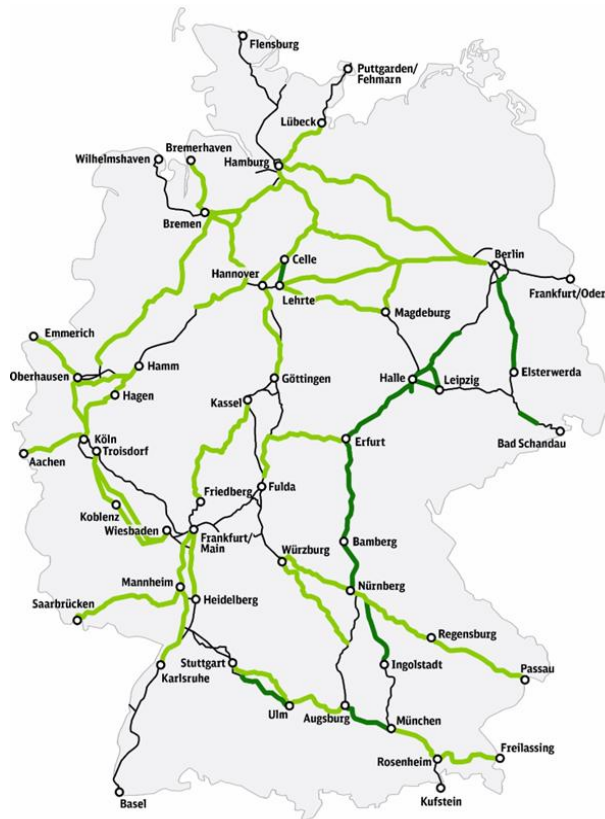 Flensburg
Puttgarden/
Fehmarn
Lübeck
Bremerhaven
Wilhelmshaven
Hamburg
Bremen
Celle
Berlin
Hannover
Lehrte
Frankfurt/Oder
Magdeburg
Emmerich
Hamm
Oberhausen
Göttingen
Halle
Leipzig
Elsterwerda
Hagen
Kassel
Köln
Troisdorf
Erfurt
Bad Schandau
Aachen
Friedberg
Fulda
Koblenz
Wiesbaden
Frankfurt/
Main
Würzburg
Bamberg
Mannheim
Nürnberg
Saarbrücken
Heidelberg
Regensburg
Stuttgart
Ingolstadt
Passau
Karlsruhe
Ulm
Augsburg
München
Freilassing
Rosenheim
Basel
Kufstein